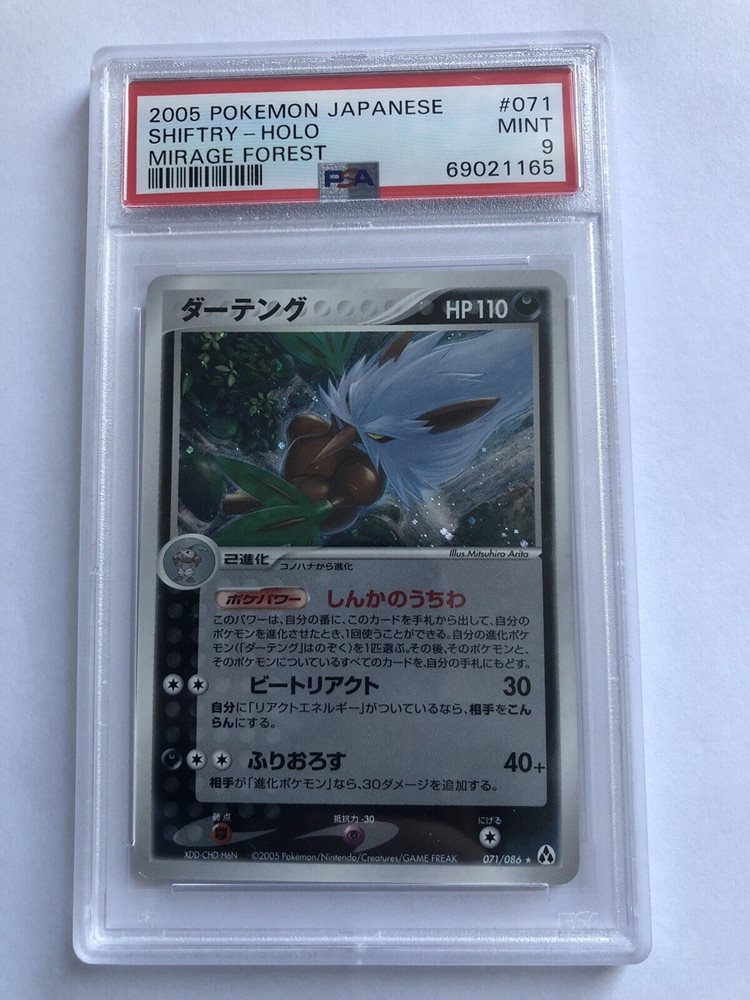 2005 POKEMON JAPANESE #071
SHIFTRY – HOLO MINT
MIRAGE FOREST 9
PSA 69021165
ダーテング HP 110
Illus. Mitsuhiro Arita
2進化 コノハナから進化
ポケパワー しんかのうちわ
このパワーは、自分の番に、このカードを手札から出して、自分の
ポケモンを進化させたとき、1回使うことができる。自分の進化ポケ
モン(「ダーテング」はのぞく)を1匹選ぶ。その後、そのポケモンと、
そのポケモンについているすべてのカードを、自分の手札にもどす。
ビートリアクト 30
自分に「リアクトエネルギー」がついているなら、相手をこん
らんにする。
ふりおろす 40+
相手が「進化ポケモン」なら、30ダメージを追加する。
弱点 抵抗力 -30 にげる
XDD-CHD H6N ©2005 Pokémon/Nintendo/Creatures/GAME FREAK 071/086 ★